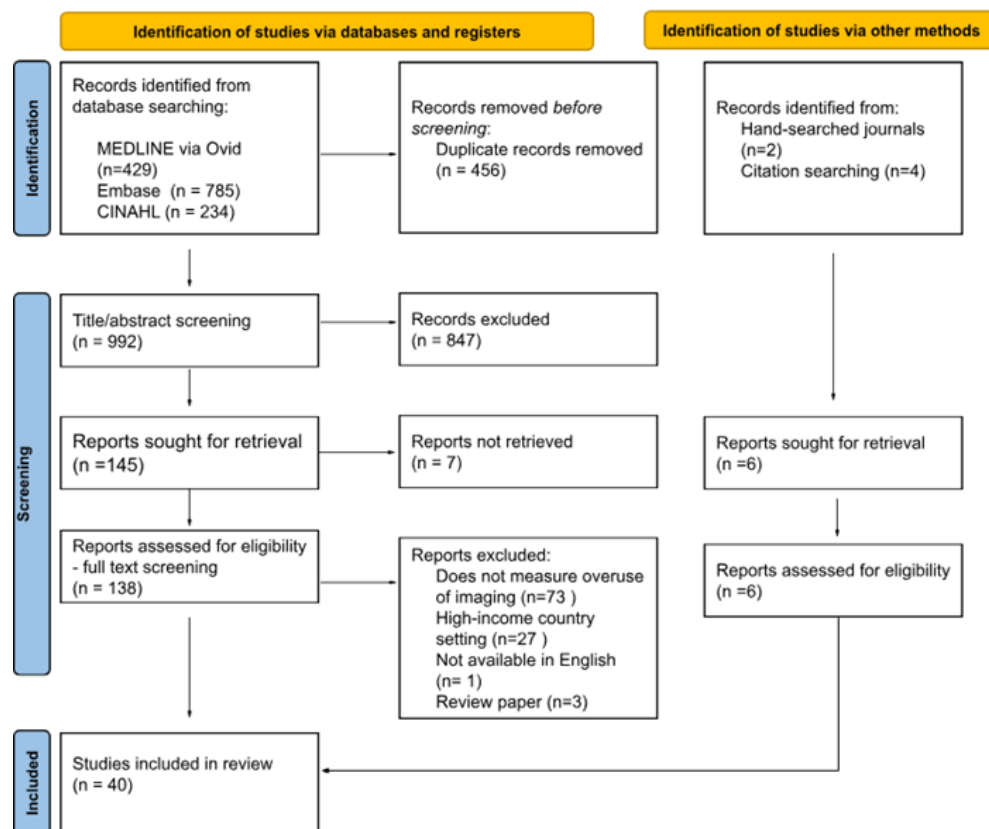 Identification of studies via databases and registers
Identification of studies via other methods
Identification
Records identified from
database searching:
MEDLINE via Ovid
(n=429)
Embase (n = 785)
CINAHL (n = 234)
Records removed before
screening:
Duplicate records removed
(n = 456)
Records identified from:
Hand-searched journals
(n=2)
Citation searching (n=4)
Screening
Title/abstract screening
(n = 992)
Records excluded
(n = 847)
Reports sought for retrieval
(n =145)
Reports not retrieved
(n = 7)
Reports sought for retrieval
(n =6)
Reports assessed for eligibility
- full text screening
(n = 138)
Reports excluded:
Does not measure overuse
of imaging (n=73 )
High-income country
setting (n=27 )
Not available in English
(n= 1)
Review paper (n=3)
Reports assessed for eligibility
(n =6)
Included
Studies included in review
(n = 40)